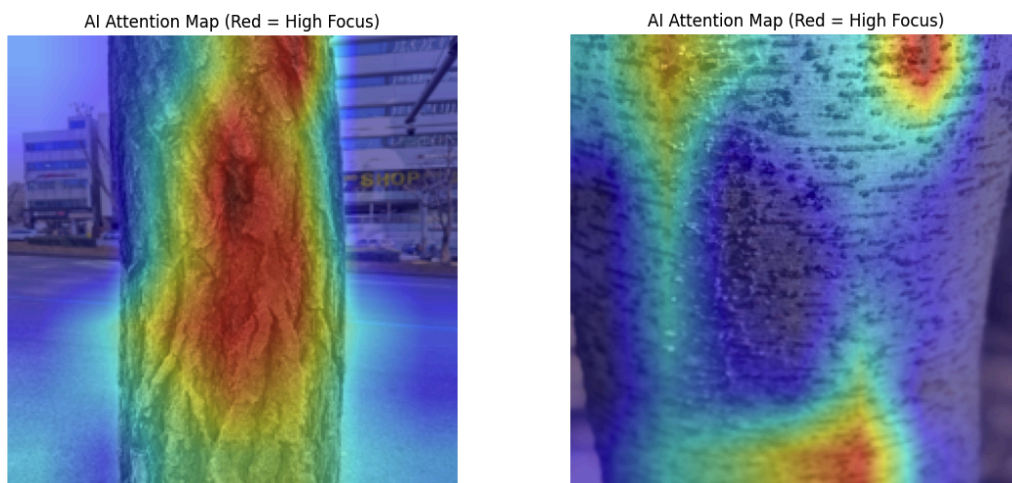 AI Attention Map (Red = High Focus)
AI Attention Map (Red = High Focus)
SHOP